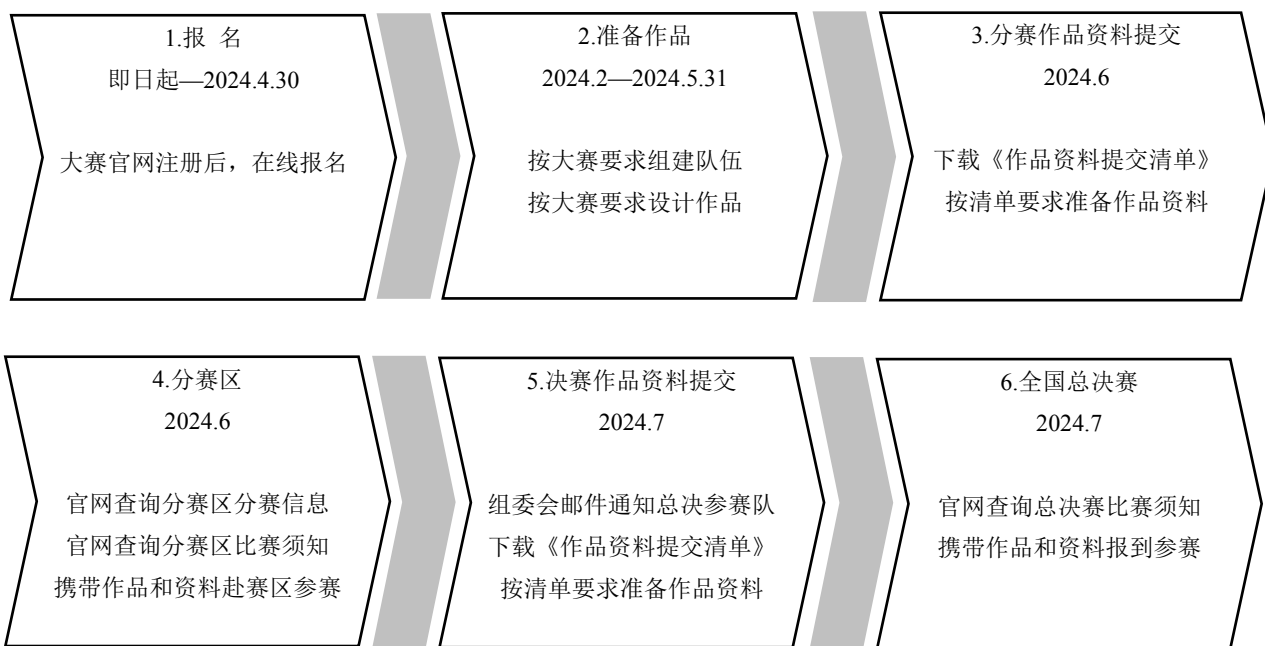 1.报 名
即日起—2024.4.30
大赛官网注册后，在线报名
2.准备作品
2024.2—2024.5.31
按大赛要求组建队伍
按大赛要求设计作品
3.分赛作品资料提交
2024.6
下载《作品资料提交清单》
按清单要求准备作品资料
4.分赛区
2024.6
官网查询分赛区分赛信息
官网查询分赛区比赛须知
携带作品和资料赴赛区参赛
5.决赛作品资料提交
2024.7
组委会邮件通知总决参赛队
下载《作品资料提交清单》
按清单要求准备作品资料
6.全国总决赛
2024.7
官网查询总决赛比赛须知
携带作品和资料报到参赛